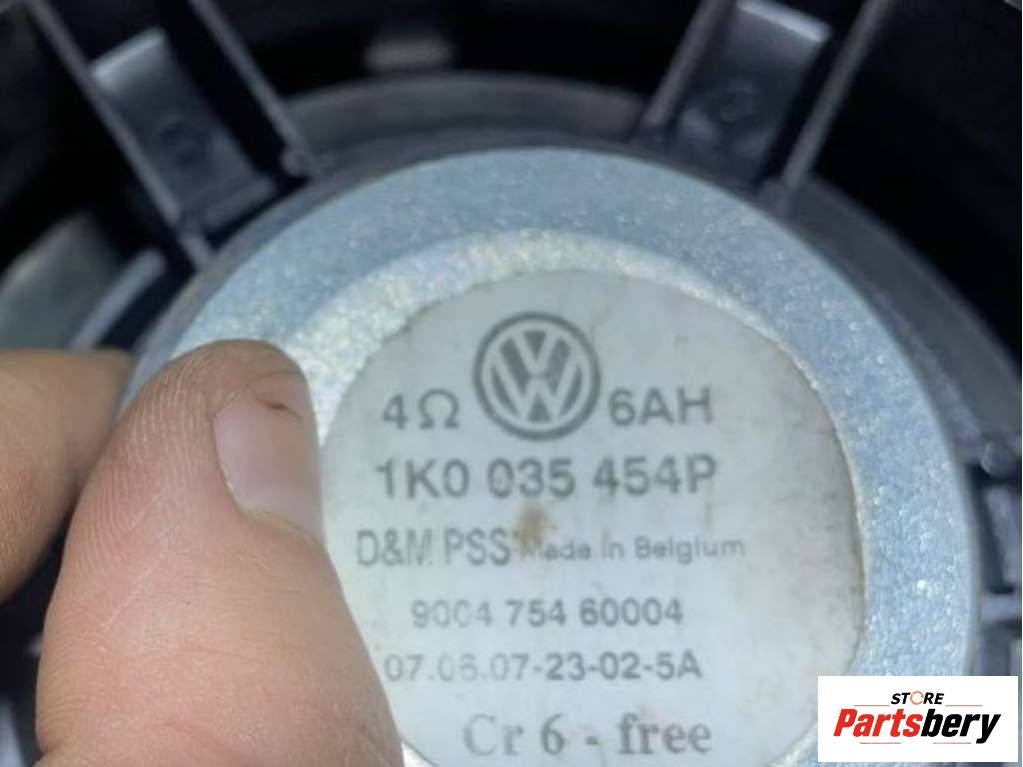 4Ω VW 6AH
1K0 035 454P
D&M PSS Made in Belgium
9004 754 60004
07.06.07-23-02-5A
Cr 6 - free
STORE
Partsbery